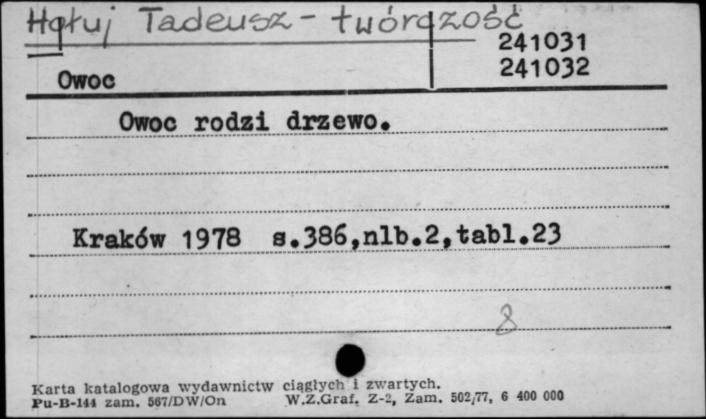 Hołuj Tadeusz - twórczość
241031
241032
Owoc
Owoc rodzi drzewo.
Kraków 1978 s.386,nlb.2,tabl.23
8
Karta katalogowa wydawnictw ciągłych i zwartych.
Pu-B-144 zam. 567/DW/On W.Z.Graf. Z-2, Zam. 502/77, 6 400 000